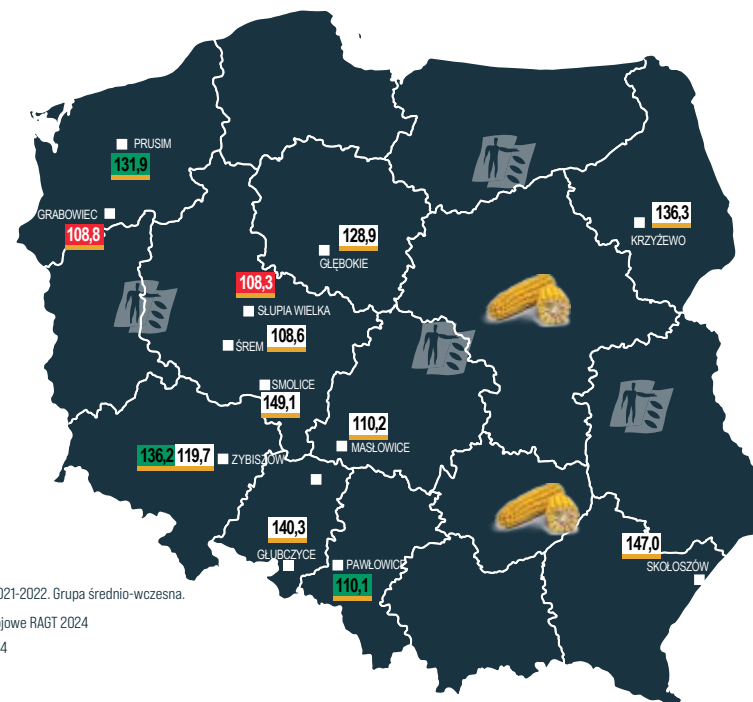 PRUSIM
131,9
GRABOWIEC
108,8
136,3
KRZYŻEWO
128,9
GŁĘBOKIE
108,3
SŁUPIA WIELKA
ŚREM 108,6
SMOLICE
149,1
110,2
MASŁOWICE
136,2 119,7 ZYBISZÓW
140,3
GŁUBCZYCE
PAWŁOWICE
110,1
147,0
SKOŁOSZÓW
021-2022. Grupa średnio-wczesna.
jowe RAGT 2024
4